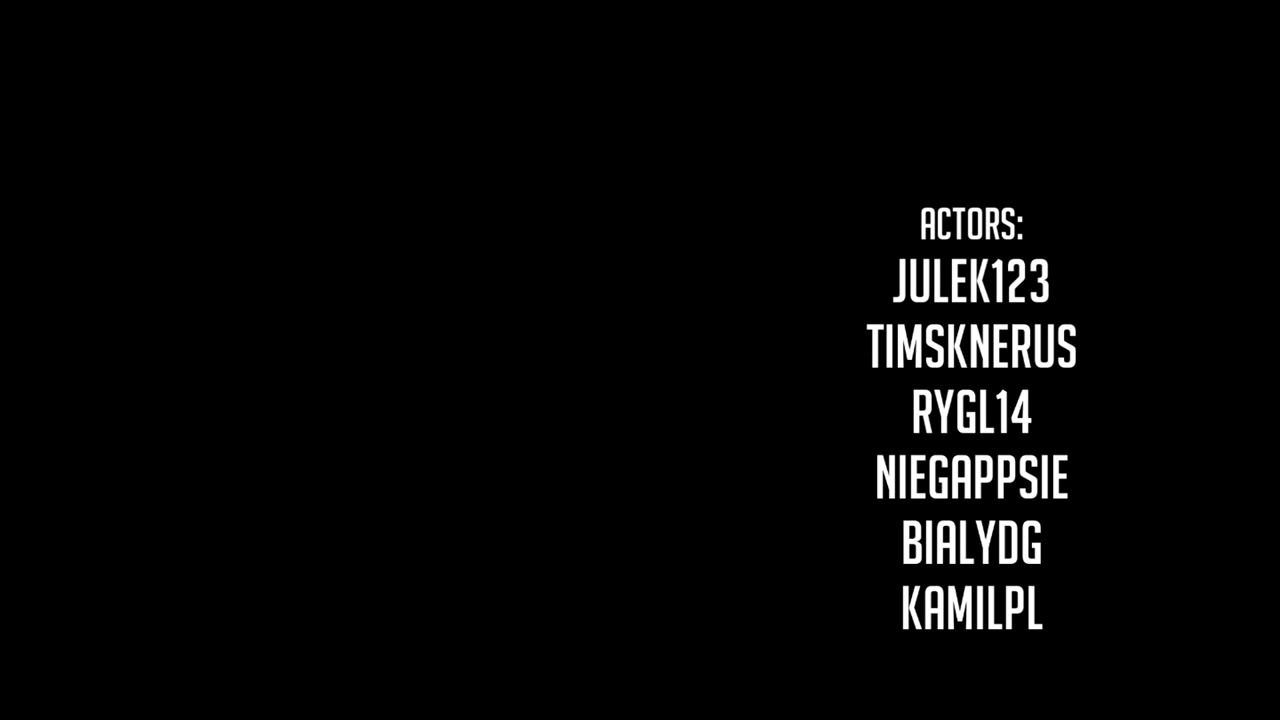 ACTORS:
JULEK123
TIMSKNERUS
RYGL14
NIEGAPPSIE
BIALYDG
KAMILPL